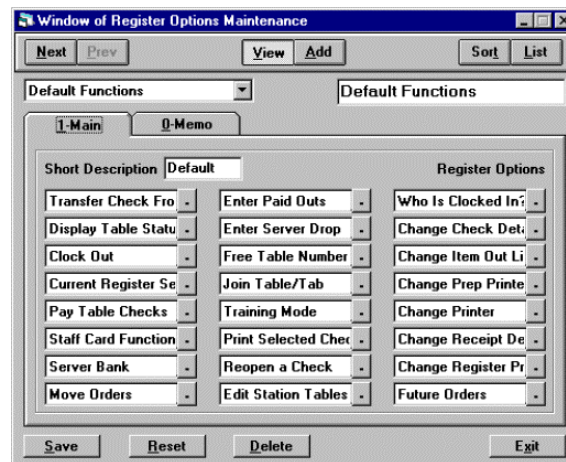 Window of Register Options Maintenance
Next Prev View Add Sort List
Default Functions Default Functions
1-Main 0-Memo
Short Description Default Register Options
Transfer Check Fro Enter Paid Outs Who Is Clocked In?
Display Table Statu Enter Server Drop Change Check Deta
Clock Out Free Table Number Change Item Out Li
Current Register Se Join Table/Tab Change Prep Printe
Pay Table Checks Training Mode Change Printer
Staff Card Function Print Selected Chec Change Receipt De
Server Bank Reopen a Check Change Register Pr
Move Orders Edit Station Tables Future Orders
Save Reset Delete Exit